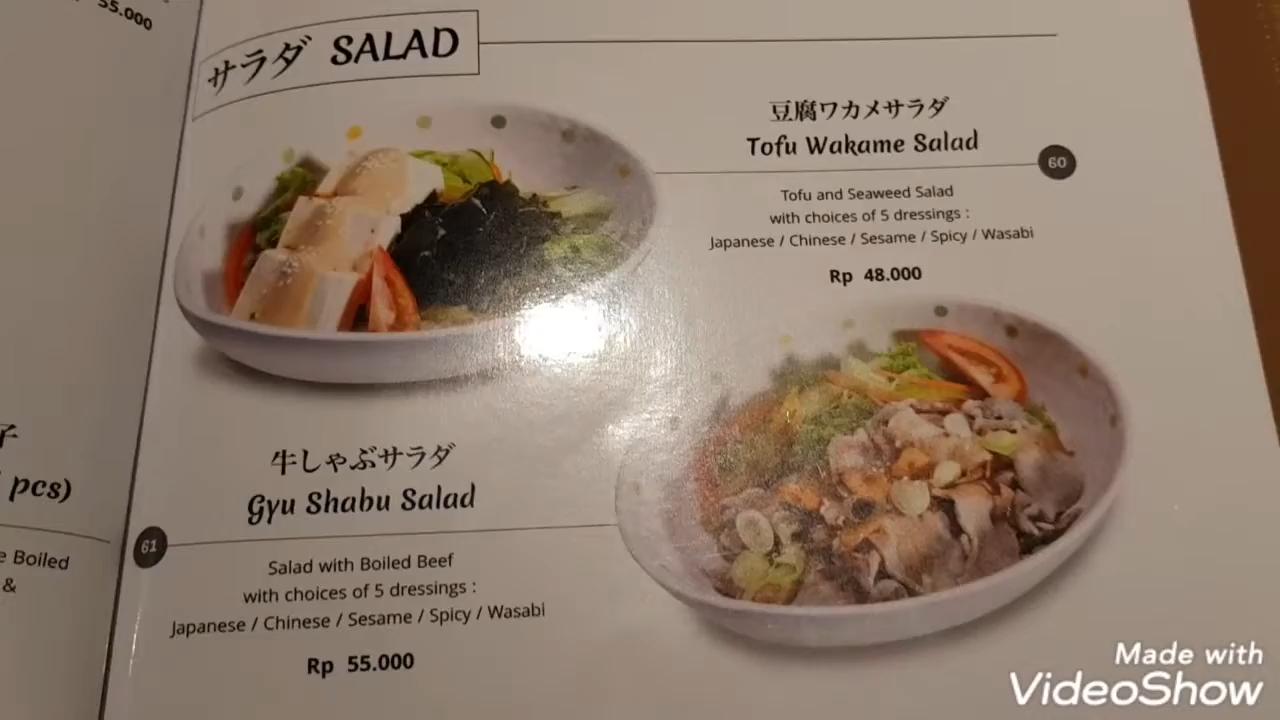 55.000
サラダ SALAD
豆腐ワカメサラダ
Tofu Wakame Salad
60
Tofu and Seaweed Salad
with choices of 5 dressings :
Japanese / Chinese / Sesame / Spicy / Wasabi
Rp 48.000
牛しゃぶサラダ
Gyu Shabu Salad
61
Salad with Boiled Beef
with choices of 5 dressings :
Japanese / Chinese / Sesame / Spicy / Wasabi
Rp 55.000
子
pcs)
Boiled
&
Made with
VideoShow